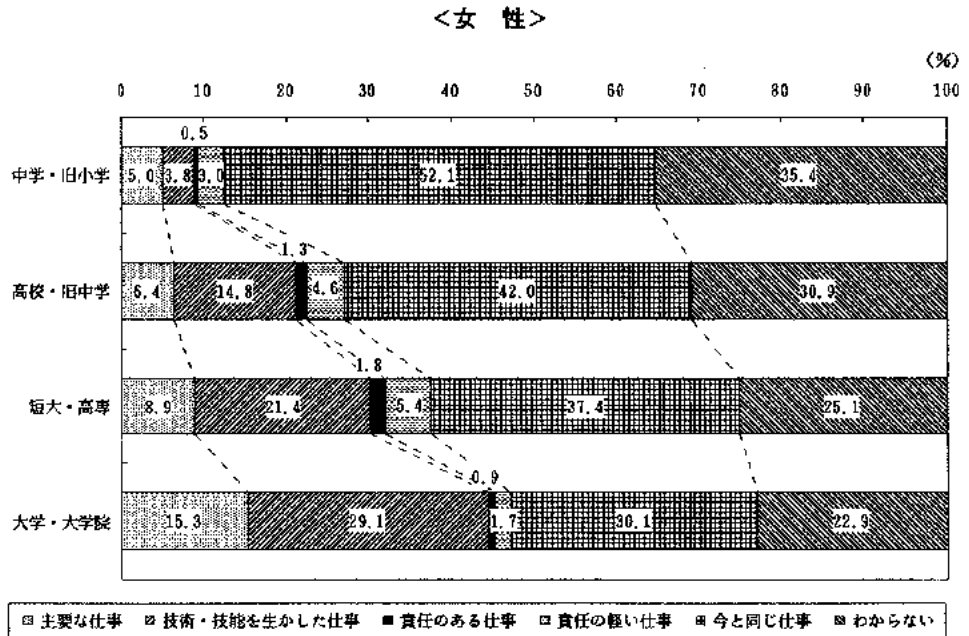 ＜女　性＞
(%)
0 10 20 30 40 50 60 70 80 90 100
0.5
中学・旧小学 5.0 3.8 3.0 52.1 35.4
1.3
高校・旧中学 6.4 14.8 4.6 42.0 30.9
1.8
短大・高専 8.9 21.4 5.4 37.4 25.1
0.9
大学・大学院 15.3 29.1 1.7 30.1 22.9
主要な仕事 技術・技能を生かした仕事 責任のある仕事 責任の軽い仕事 今と同じ仕事 わからない